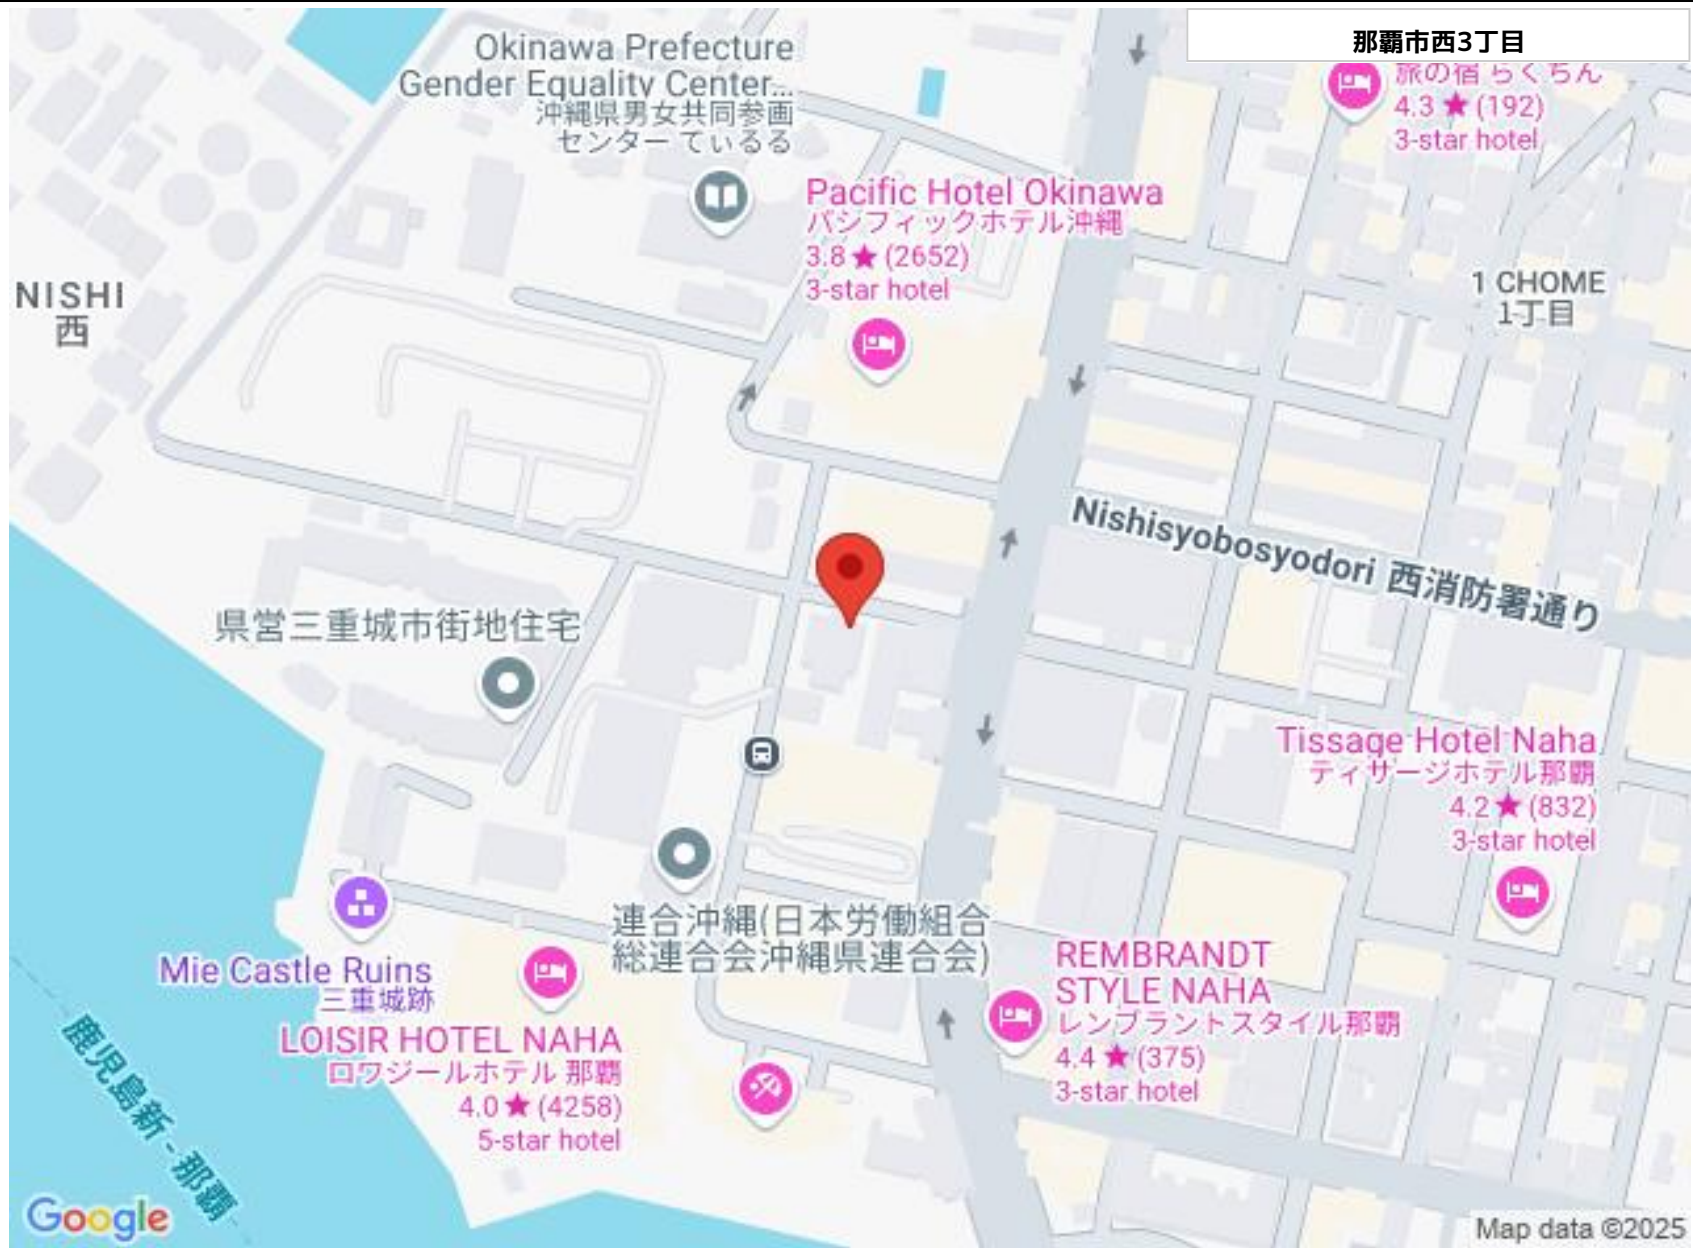 那覇市西3丁目
Okinawa Prefecture
Gender Equality Center...
沖縄県男女共同参画
センター てぃるる
旅の宿 らくちん
4.3 ★ (192)
3-star hotel
Pacific Hotel Okinawa
パシフィックホテル沖縄
3.8 ★ (2652)
3-star hotel
NISHI
西
1 CHOME
1丁目
Nishisyobosyodori 西消防署通り
県営三重城市街地住宅
Tissage Hotel Naha
ティサージホテル那覇
4.2 ★ (832)
3-star hotel
連合沖縄(日本労働組合
総連合会沖縄県連合会)
Mie Castle Ruins
三重城跡
REMBRANDT
STYLE NAHA
レンブラントスタイル那覇
4.4 ★ (375)
3-star hotel
LOISIR HOTEL NAHA
ロワジールホテル 那覇
4.0 ★ (4258)
5-star hotel
鹿児島新 - 那覇
Google
Map data ©2025